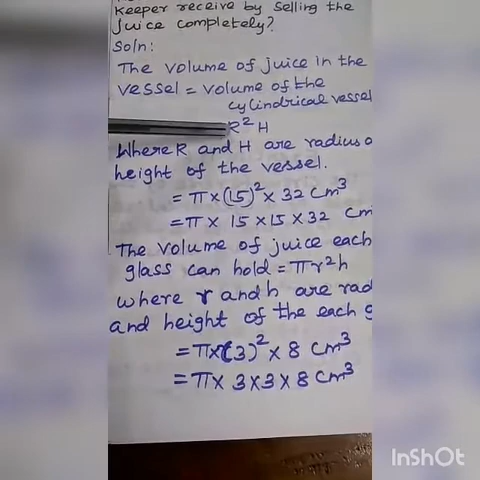 keeper receive by selling the
juice completely?
Soln:
The volume of juice in the
vessel = volume of the
cylindrical vessel
R² H
Where R and H are radius
height of the vessel.
= π × (15)² × 32 cm³
= π × 15 × 15 × 32 cm
The volume of juice each
glass can hold = πr²h
where r and h are rad
and height of the each
= π × (3)² × 8 cm³
= π × 3 × 3 × 8 cm³
InShOt